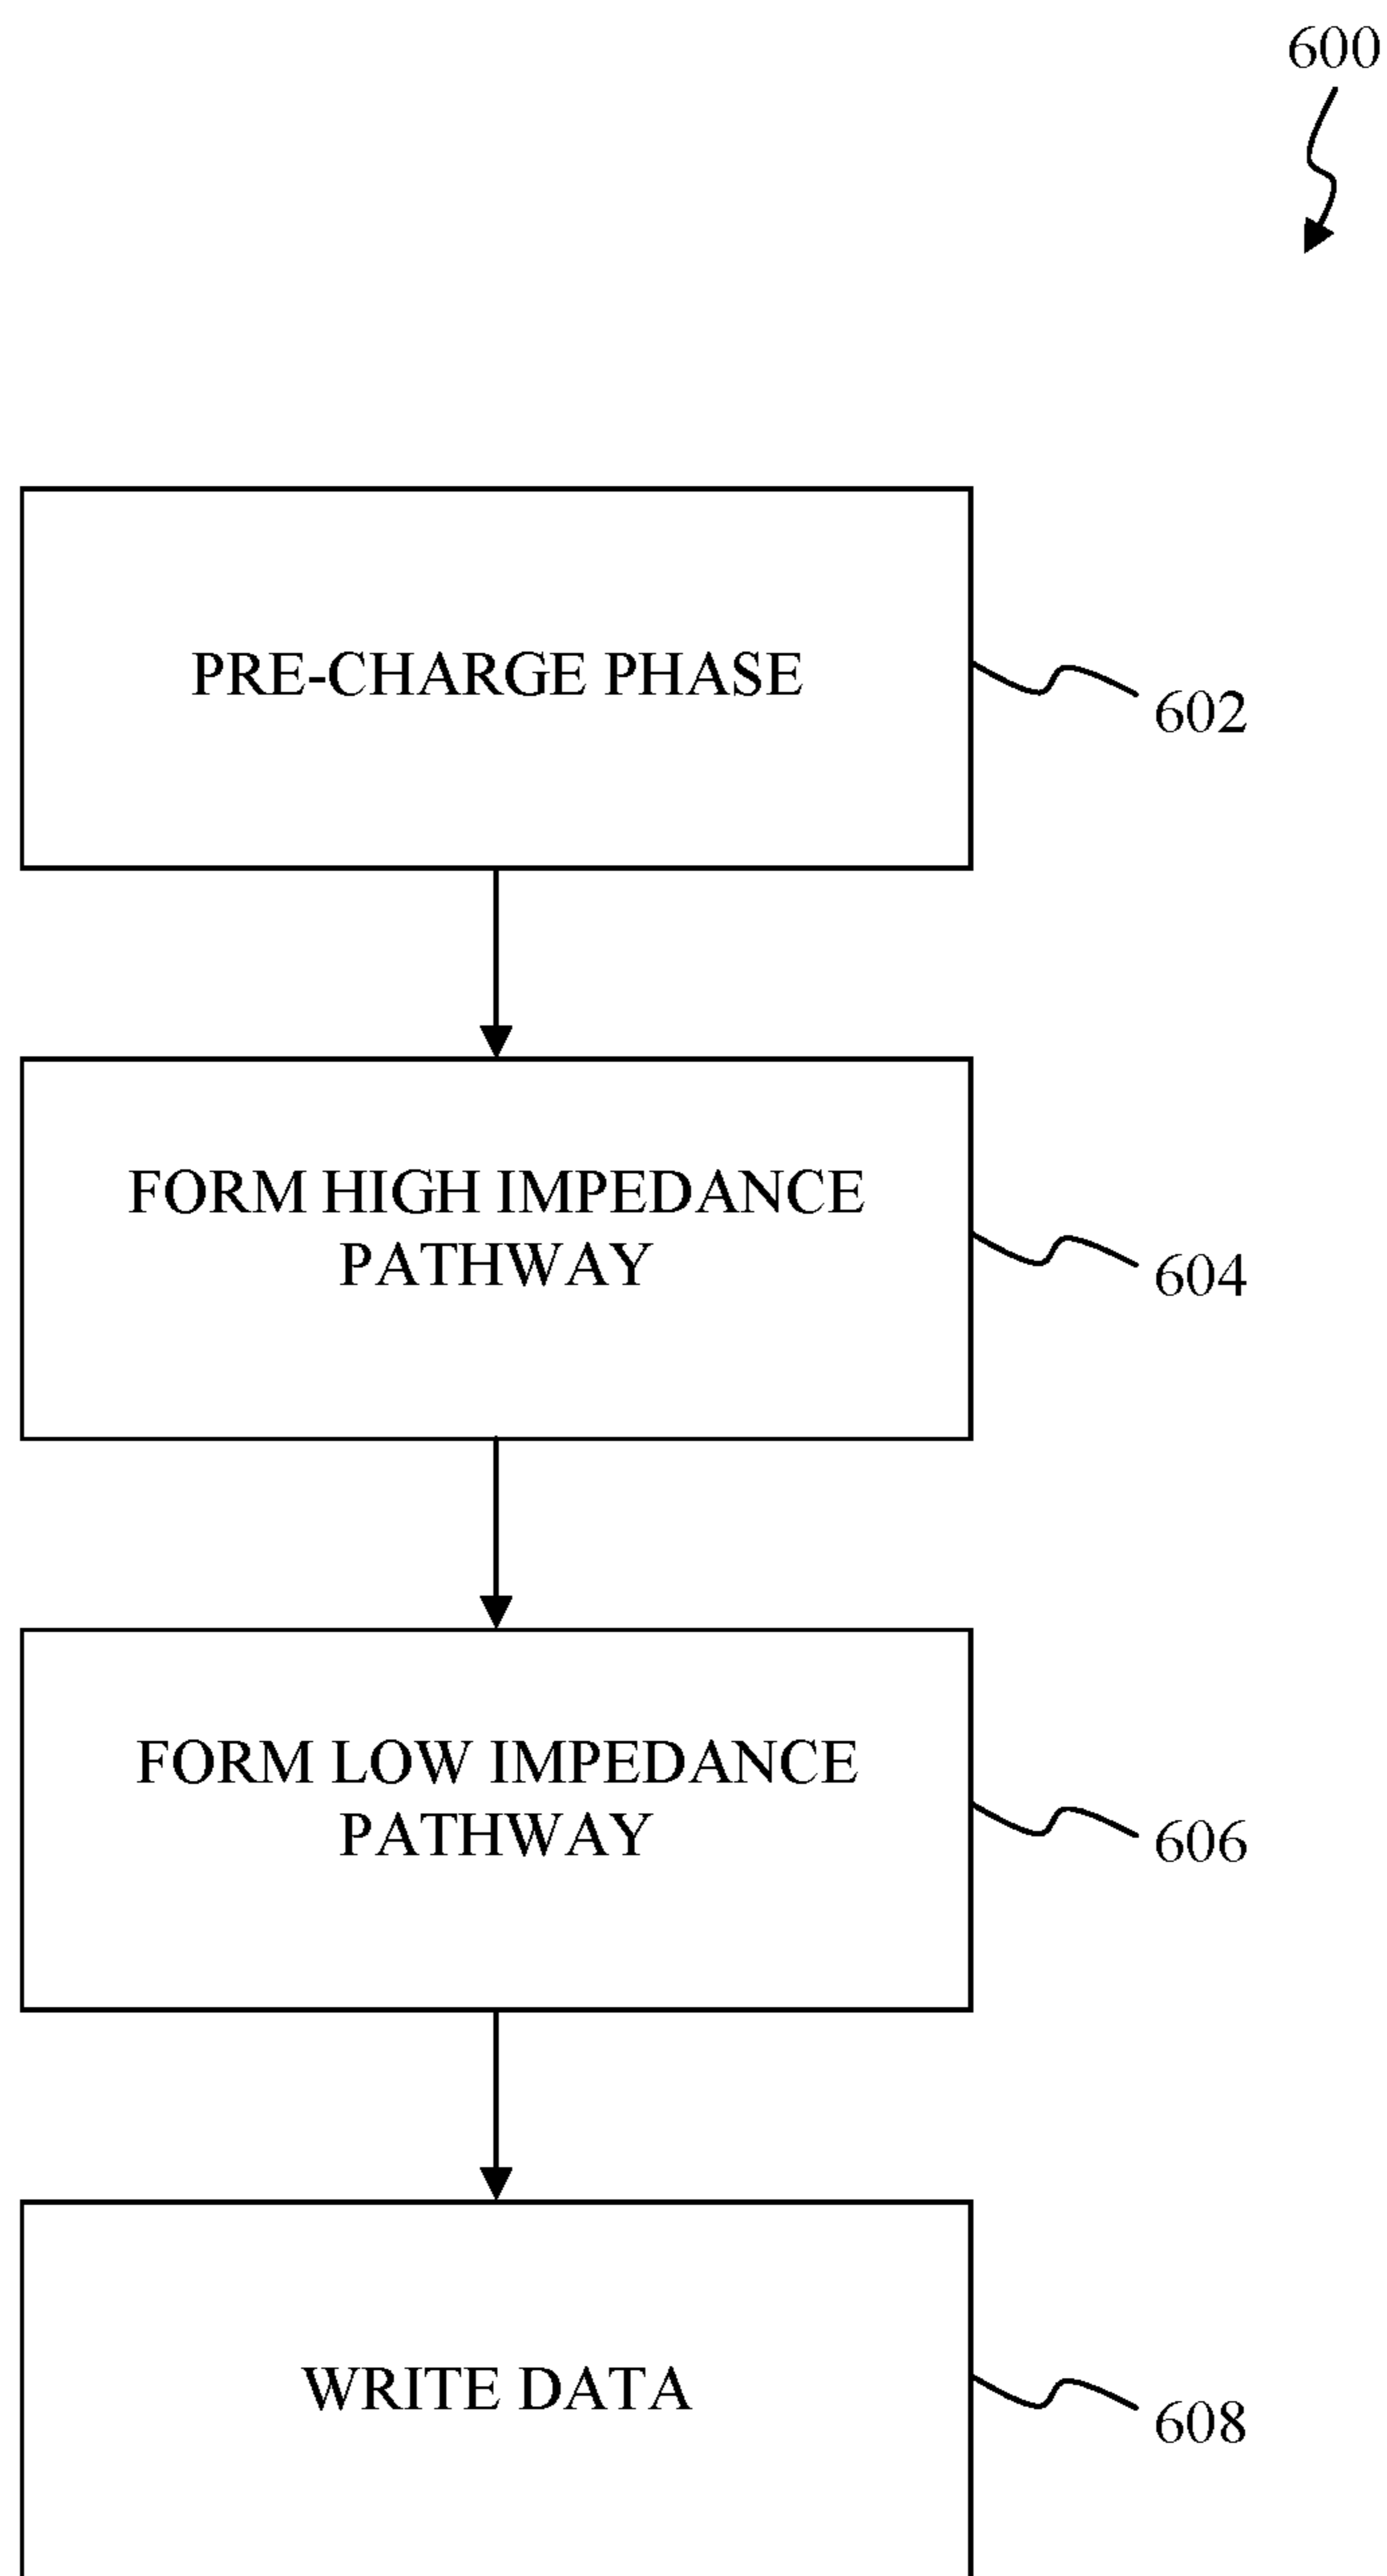 600
PRE-CHARGE PHASE
602
FORM HIGH IMPEDANCE
PATHWAY
604
FORM LOW IMPEDANCE
PATHWAY
606
WRITE DATA
608